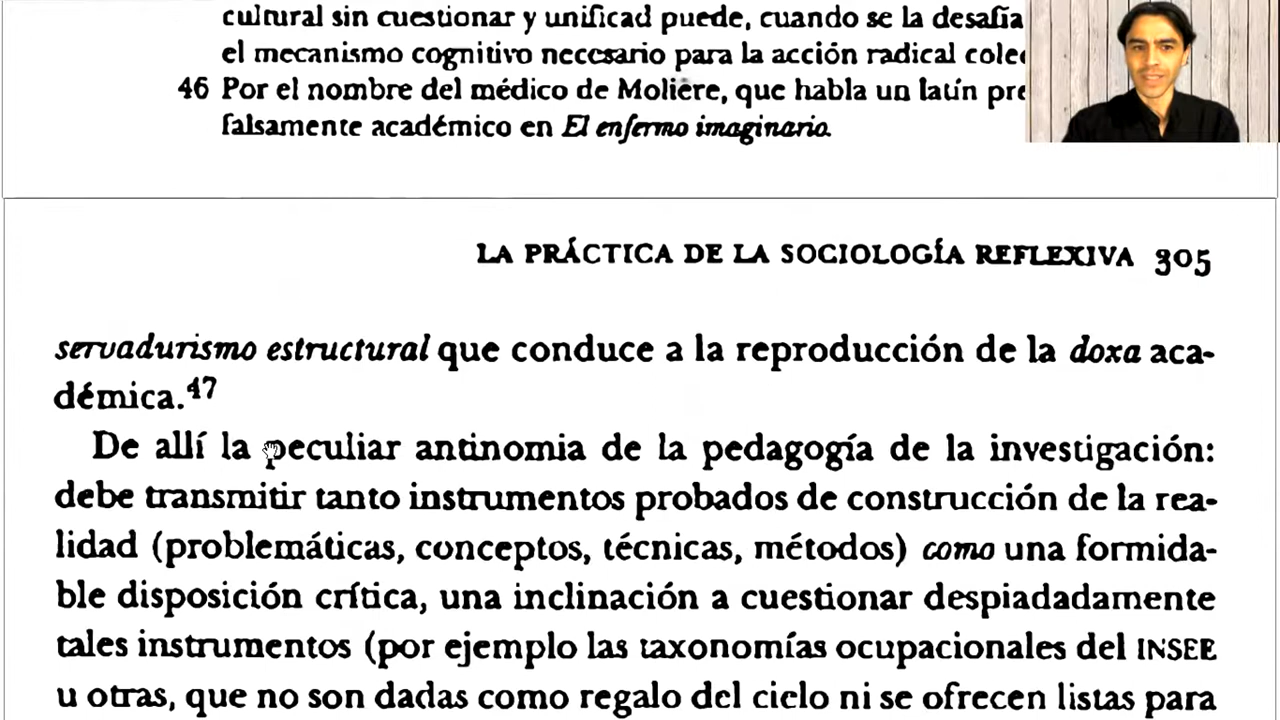 cultural sin cuestionar y unificad puede, cuando se la desafía
el mecanismo cognitivo necesario para la acción radical colec
46 Por el nombre del médico de Moliere, que habla un latín pre
falsamente académico en El enfermo imaginario.
LA PRÁCTICA DE LA SOCIOLOGÍA REFLEXIVA 305
servadurismo estructural que conduce a la reproducción de la doxa aca-
démica.47
De allí la peculiar antinomia de la pedagogía de la investigación:
debe transmitir tanto instrumentos probados de construcción de la rea-
lidad (problemáticas, conceptos, técnicas, métodos) como una formida-
ble disposición crítica, una inclinación a cuestionar despiadadamente
tales instrumentos (por ejemplo las taxonomías ocupacionales del INSEE
u otras, que no son dadas como regalo del cielo ni se ofrecen listas para